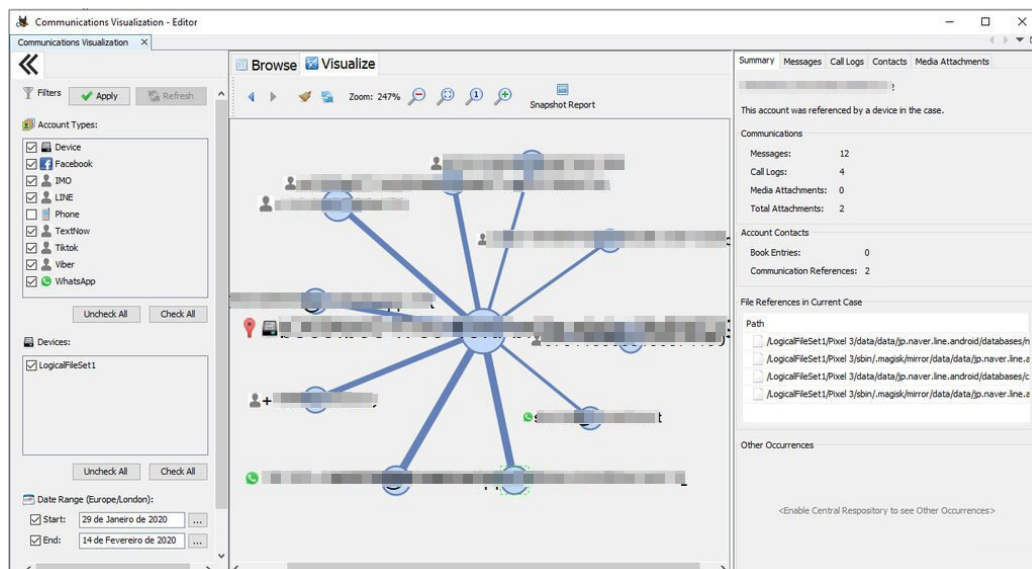 Communications Visualization - Editor
Communications Visualization
Filters
Apply
Refresh
Account Types:
Device
Facebook
IMO
LINE
Phone
TextNow
Tiktok
Viber
WhatsApp
Uncheck All
Check All
Devices:
LogicalFileSet1
Uncheck All
Check All
Date Range (Europe/London):
Start: 29 de Janeiro de 2020 ...
End: 14 de Fevereiro de 2020 ...
Browse
Visualize
Zoom: 247%
Snapshot Report
Summary
Messages
Call Logs
Contacts
Media Attachments
This account was referenced by a device in the case.
Communications
Messages: 12
Call Logs: 4
Media Attachments: 0
Total Attachments: 2
Account Contacts
Book Entries: 0
Communication References: 2
File References in Current Case
Path
/LogicalFileSet1/Pixel 3/data/data/jp.naver.line.android/databases/n
/LogicalFileSet1/Pixel 3/sbin/.magisk/mirror/data/data/jp.naver.line.a
/LogicalFileSet1/Pixel 3/data/data/jp.naver.line.android/databases/c
/LogicalFileSet1/Pixel 3/sbin/.magisk/mirror/data/data/jp.naver.line.a
Other Occurrences
<Enable Central Respository to see Other Occurrences>